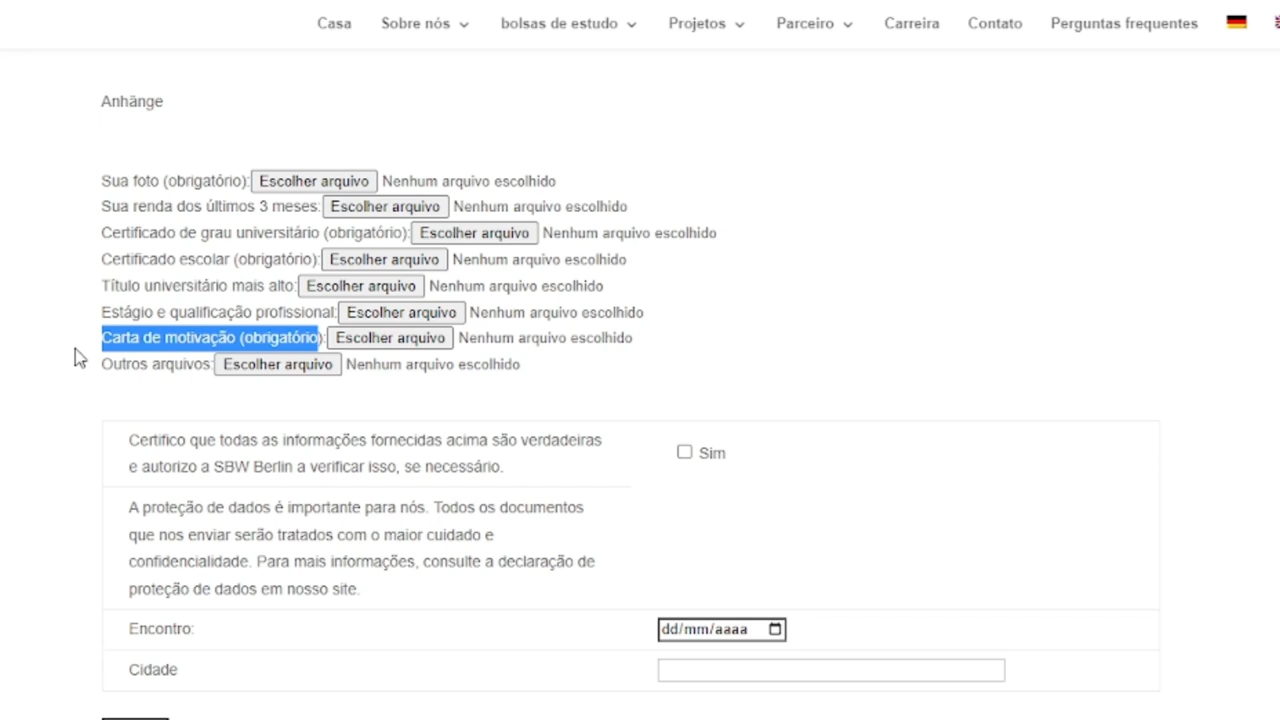 Casa Sobre nós bolsas de estudo Projetos Parceiro Carreira Contato Perguntas frequentes
Anhänge
Sua foto (obrigatório): Escolher arquivo Nenhum arquivo escolhido
Sua renda dos últimos 3 meses: Escolher arquivo Nenhum arquivo escolhido
Certificado de grau universitário (obrigatório): Escolher arquivo Nenhum arquivo escolhido
Certificado escolar (obrigatório): Escolher arquivo Nenhum arquivo escolhido
Título universitário mais alto: Escolher arquivo Nenhum arquivo escolhido
Estágio e qualificação profissional: Escolher arquivo Nenhum arquivo escolhido
Carta de motivação (obrigatório): Escolher arquivo Nenhum arquivo escolhido
Outros arquivos: Escolher arquivo Nenhum arquivo escolhido
Certifico que todas as informações fornecidas acima são verdadeiras
e autorizo a SBW Berlin a verificar isso, se necessário.
Sim
A proteção de dados é importante para nós. Todos os documentos
que nos enviar serão tratados com o maior cuidado e
confidencialidade. Para mais informações, consulte a declaração de
proteção de dados em nosso site.
Encontro: dd/mm/aaaa
Cidade